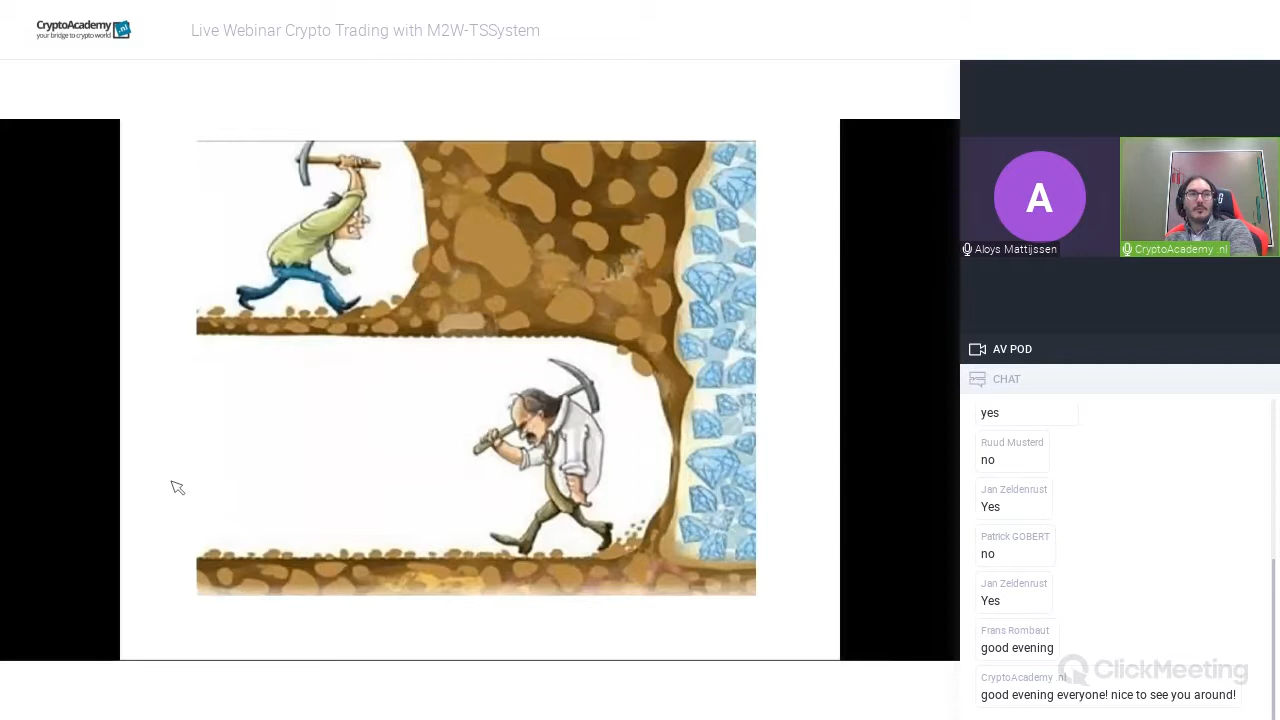 CryptoAcademy .nl
your bridge to crypto world
Live Webinar Crypto Trading with M2W-TSSystem
A
Aloys Mattijssen
CryptoAcademy .nl
AV POD
CHAT
yes
Ruud Musterd
no
Jan Zeldenrust
Yes
Patrick GOBERT
no
Jan Zeldenrust
Yes
Frans Rombaut
good evening
CryptoAcademy .nl
good evening everyone! nice to see you around!
ClickMeeting